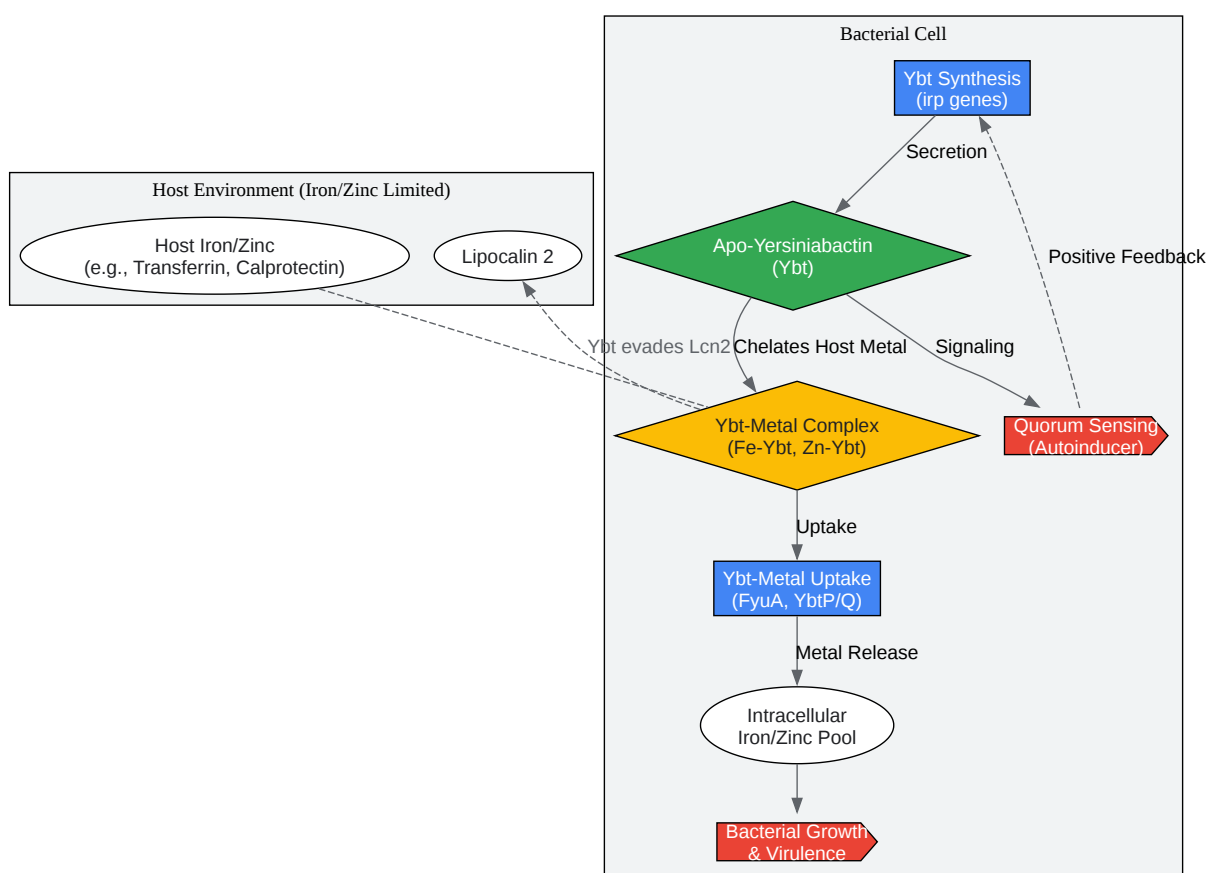 Bacterial Cell
Ybt Synthesis
(irp genes)
Secretion
Host Environment (Iron/Zinc Limited)
Host Iron/Zinc
(e.g., Transferrin, Calprotectin)
Lipocalin 2
Apo-Yersiniabactin
(Ybt)
Positive Feedback
Ybt evades Lcn2
Chelates Host Metal
Signaling
Ybt-Metal Complex
(Fe-Ybt, Zn-Ybt)
Quorum Sensing
(Autoinducer)
Uptake
Ybt-Metal Uptake
(FyuA, YbtP/Q)
Metal Release
Intracellular
Iron/Zinc Pool
Bacterial Growth
& Virulence